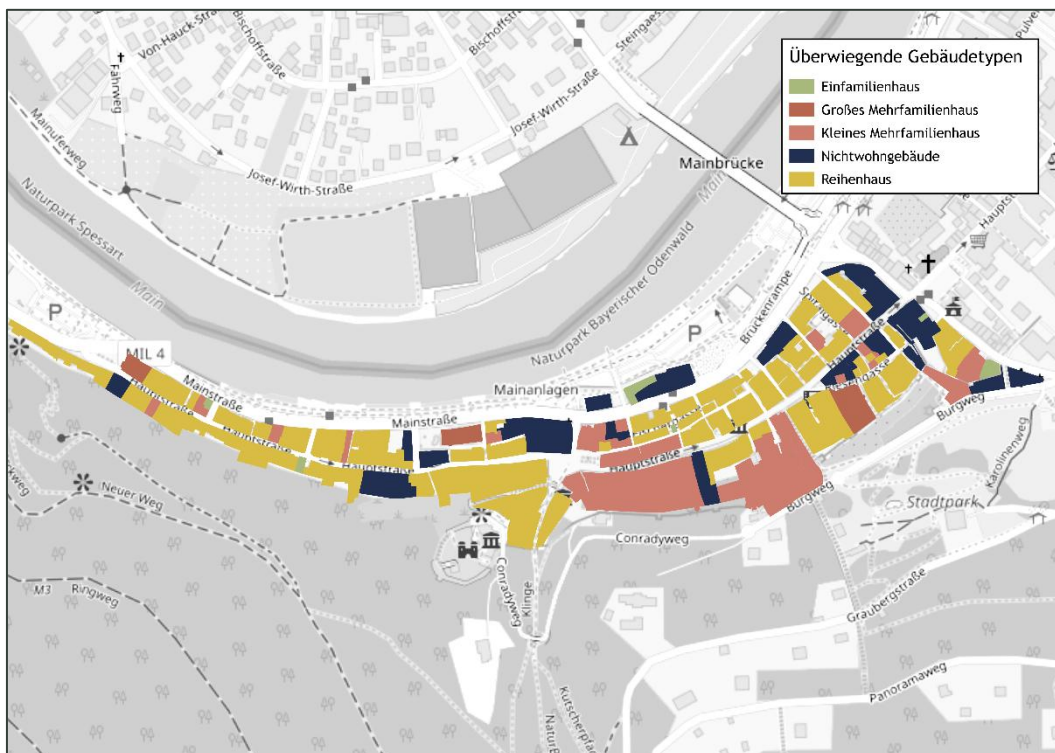 Überwiegende Gebäudetypen
Einfamilienhaus
Großes Mehrfamilienhaus
Kleines Mehrfamilienhaus
Nichtwohngebäude
Reihenhaus
Von-Hauck-Straße
Bischoffstraße
Fährweg
Mainuferweg
Josef-Wirth-Straße
Josef-Wirth-Straße
Mainbrücke
Main
Naturpark Spessart
Main
Naturpark Bayerischer Odenwald
Brückenrampe
P
P
MIL 4
Mainanlagen
Mainstraße
Mainstraße
Hauptstraße
Hauptstraße
Hauptstraße
Hauptstraße
Hauptstraße
Burgweg
Burgweg
Karolinenweg
Stadtpark
Neuer Weg
M3
Ringweg
Conradyweg
Conradyweg
Klinge
Graubergstraße
Panoramaweg